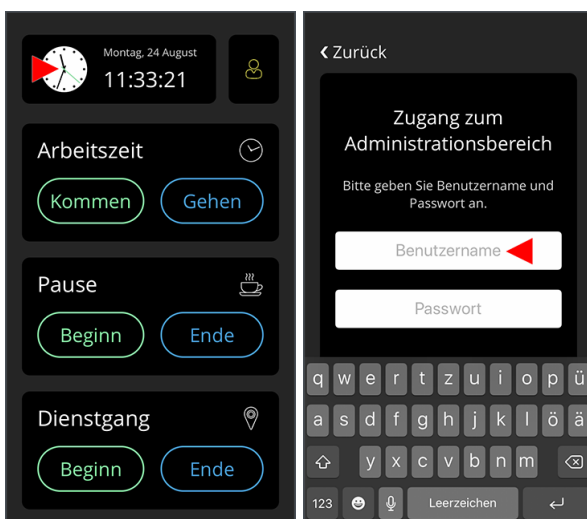 Montag, 24 August
11:33:21
Arbeitszeit
Kommen
Gehen
Pause
Beginn
Ende
Dienstgang
Beginn
Ende
Zurück
Zugang zum
Administrationsbereich
Bitte geben Sie Benutzername und
Passwort an.
Benutzername
Passwort
q w e r t z u i o p ü
a s d f g h j k l ö ä
y x c v b n m
123 Leerzeichen